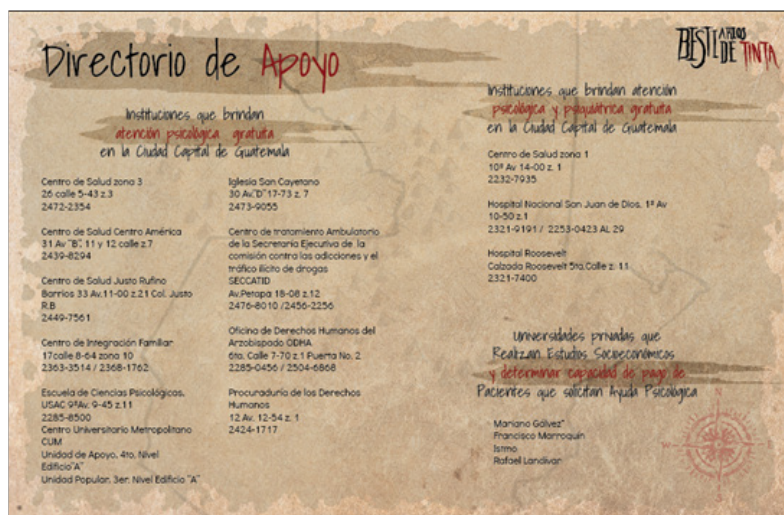 Directorio de Apoyo
BESTIARIOS
DE TINTA
Instituciones que brindan
atención psicológica gratuita
en la Ciudad Capital de Guatemala
Centro de Salud zona 3
26 calle 5-43 z.3
2472-2354
Centro de Salud Centro América
31 Av "B", 11 y 12 calle z.7
2439-8294
Centro de Salud Justo Rufino
Barrios 33 Av. 11-00 z.21 Col. Justo
R.B
2449-7561
Centro de Integración Familiar
17calle 8-64 zona 10
2363-3514 / 2368-1762
Escuela de Ciencias Psicológicas,
USAC 9ªAv. 9-45 z.11
2285-8500
Centro Universitario Metropolitano
CUM
Unidad de Apoyo, 4to. Nivel
Edificio"A"
Unidad Popular, 3er. Nivel Edificio "A"
Iglesia San Cayetano
30 Av."D" 17-73 z. 7
2473-9055
Centro de tratamiento Ambulatorio
de la Secretaría Ejecutiva de la
comisión contra las adicciones y el
tráfico ilícito de drogas
SECCATID
Av.Petapa 18-08 z.12
2476-8010 /2456-2256
Oficina de Derechos Humanos del
Arzobispado ODHA
6ta. Calle 7-70 z.1 Puerta No. 2
2285-0456 / 2504-6868
Procuraduría de los Derechos
Humanos
12 Av. 12-54 z. 1
2424-1717
Instituciones que brindan atención
psicológica y psiquiátrica gratuita
en la Ciudad Capital de Guatemala
Centro de Salud zona 1
10ª Av 14-00 z. 1
2232-7935
Hospital Nacional San Juan de Dios, 1ª Av
10-50 z.1
2321-9191 / 2253-0423 AL 29
Hospital Roosevelt
Calzada Roosevelt 5ta.Calle z. 11
2321-7400
Universidades privadas que
Realizan Estudios Socioeconómicos
y determinar capacidad de pago de
Pacientes que solicitan Ayuda Psicológica
Mariano Gálvez"
Francisco Marroquín
Istmo
Rafael Landívar
N